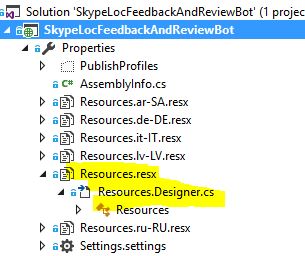 Solution 'SkypeLocFeedbackAndReviewBot' (1 projec
SkypeLocFeedbackAndReviewBot
Properties
PublishProfiles
AssemblyInfo.cs
Resources.ar-SA.resx
Resources.de-DE.resx
Resources.it-IT.resx
Resources.lv-LV.resx
Resources.resx
Resources.Designer.cs
Resources
Resources.ru-RU.resx
Settings.settings